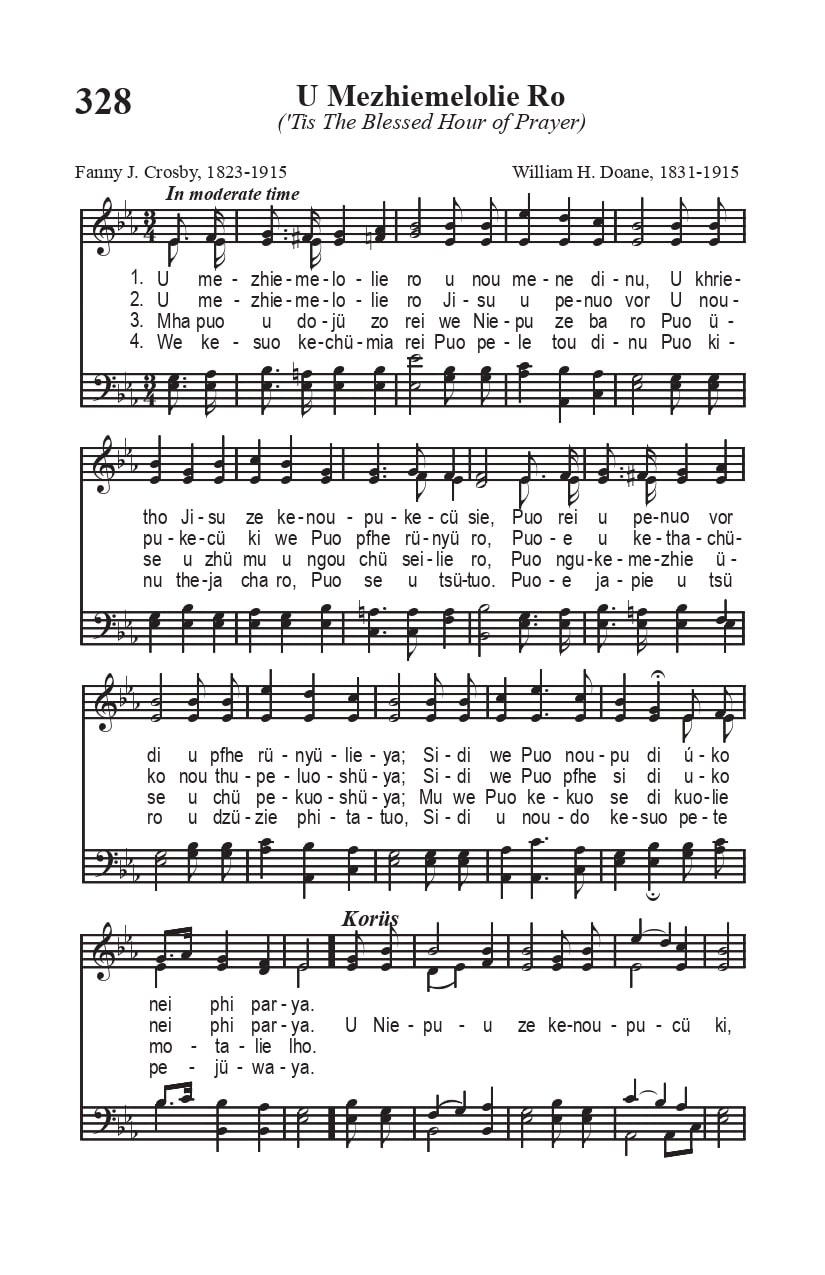 328
U Mezhiemelolie Ro
('Tis The Blessed Hour of Prayer)
Fanny J. Crosby, 1823-1915 William H. Doane, 1831-1915
In moderate time
1. U me - zhie - me - lo - lie ro u nou me - ne di - nu, U khrie -
2. U me - zhie - me - lo - lie ro Ji - su u pe - nuo vor U nou -
3. Mha puo u do - jü zo rei we Nie - pu ze ba ro Puo ü -
4. We ke - suo ke - chü - mia rei Puo pe - le tou di - nu Puo ki -
tho Ji - su ze ke - nou - pu - ke - cü sie, Puo rei u pe - nuo vor
pu - ke - cü ki we Puo pfhe rü - nyü ro, Puo - e u ke - tha - chü -
se u zhü mu u ngou chü sei - lie ro, Puo ngu - ke - me - zhie ü -
nu the - ja cha ro, Puo se u tsü - tuo. Puo - e ja - pie u tsü
di u pfhe rü - nyü - lie - ya; Si - di we Puo nou - pu di ú - ko
ko nou thu - pe - luo - shü - ya; Si - di we Puo pfhe si di u - ko
se u chü pe - kuo - shü - ya; Mu we Puo ke - kuo se di kuo - lie
ro u dzü - zie phi - ta - tuo, Si - di u nou - do ke - suo pe - te
Korüs
nei phi par - ya.
nei phi par - ya. U Nie - pu - u ze ke - nou - pu - cü ki,
mo - ta - lie lho.
pe - jü - wa - ya.